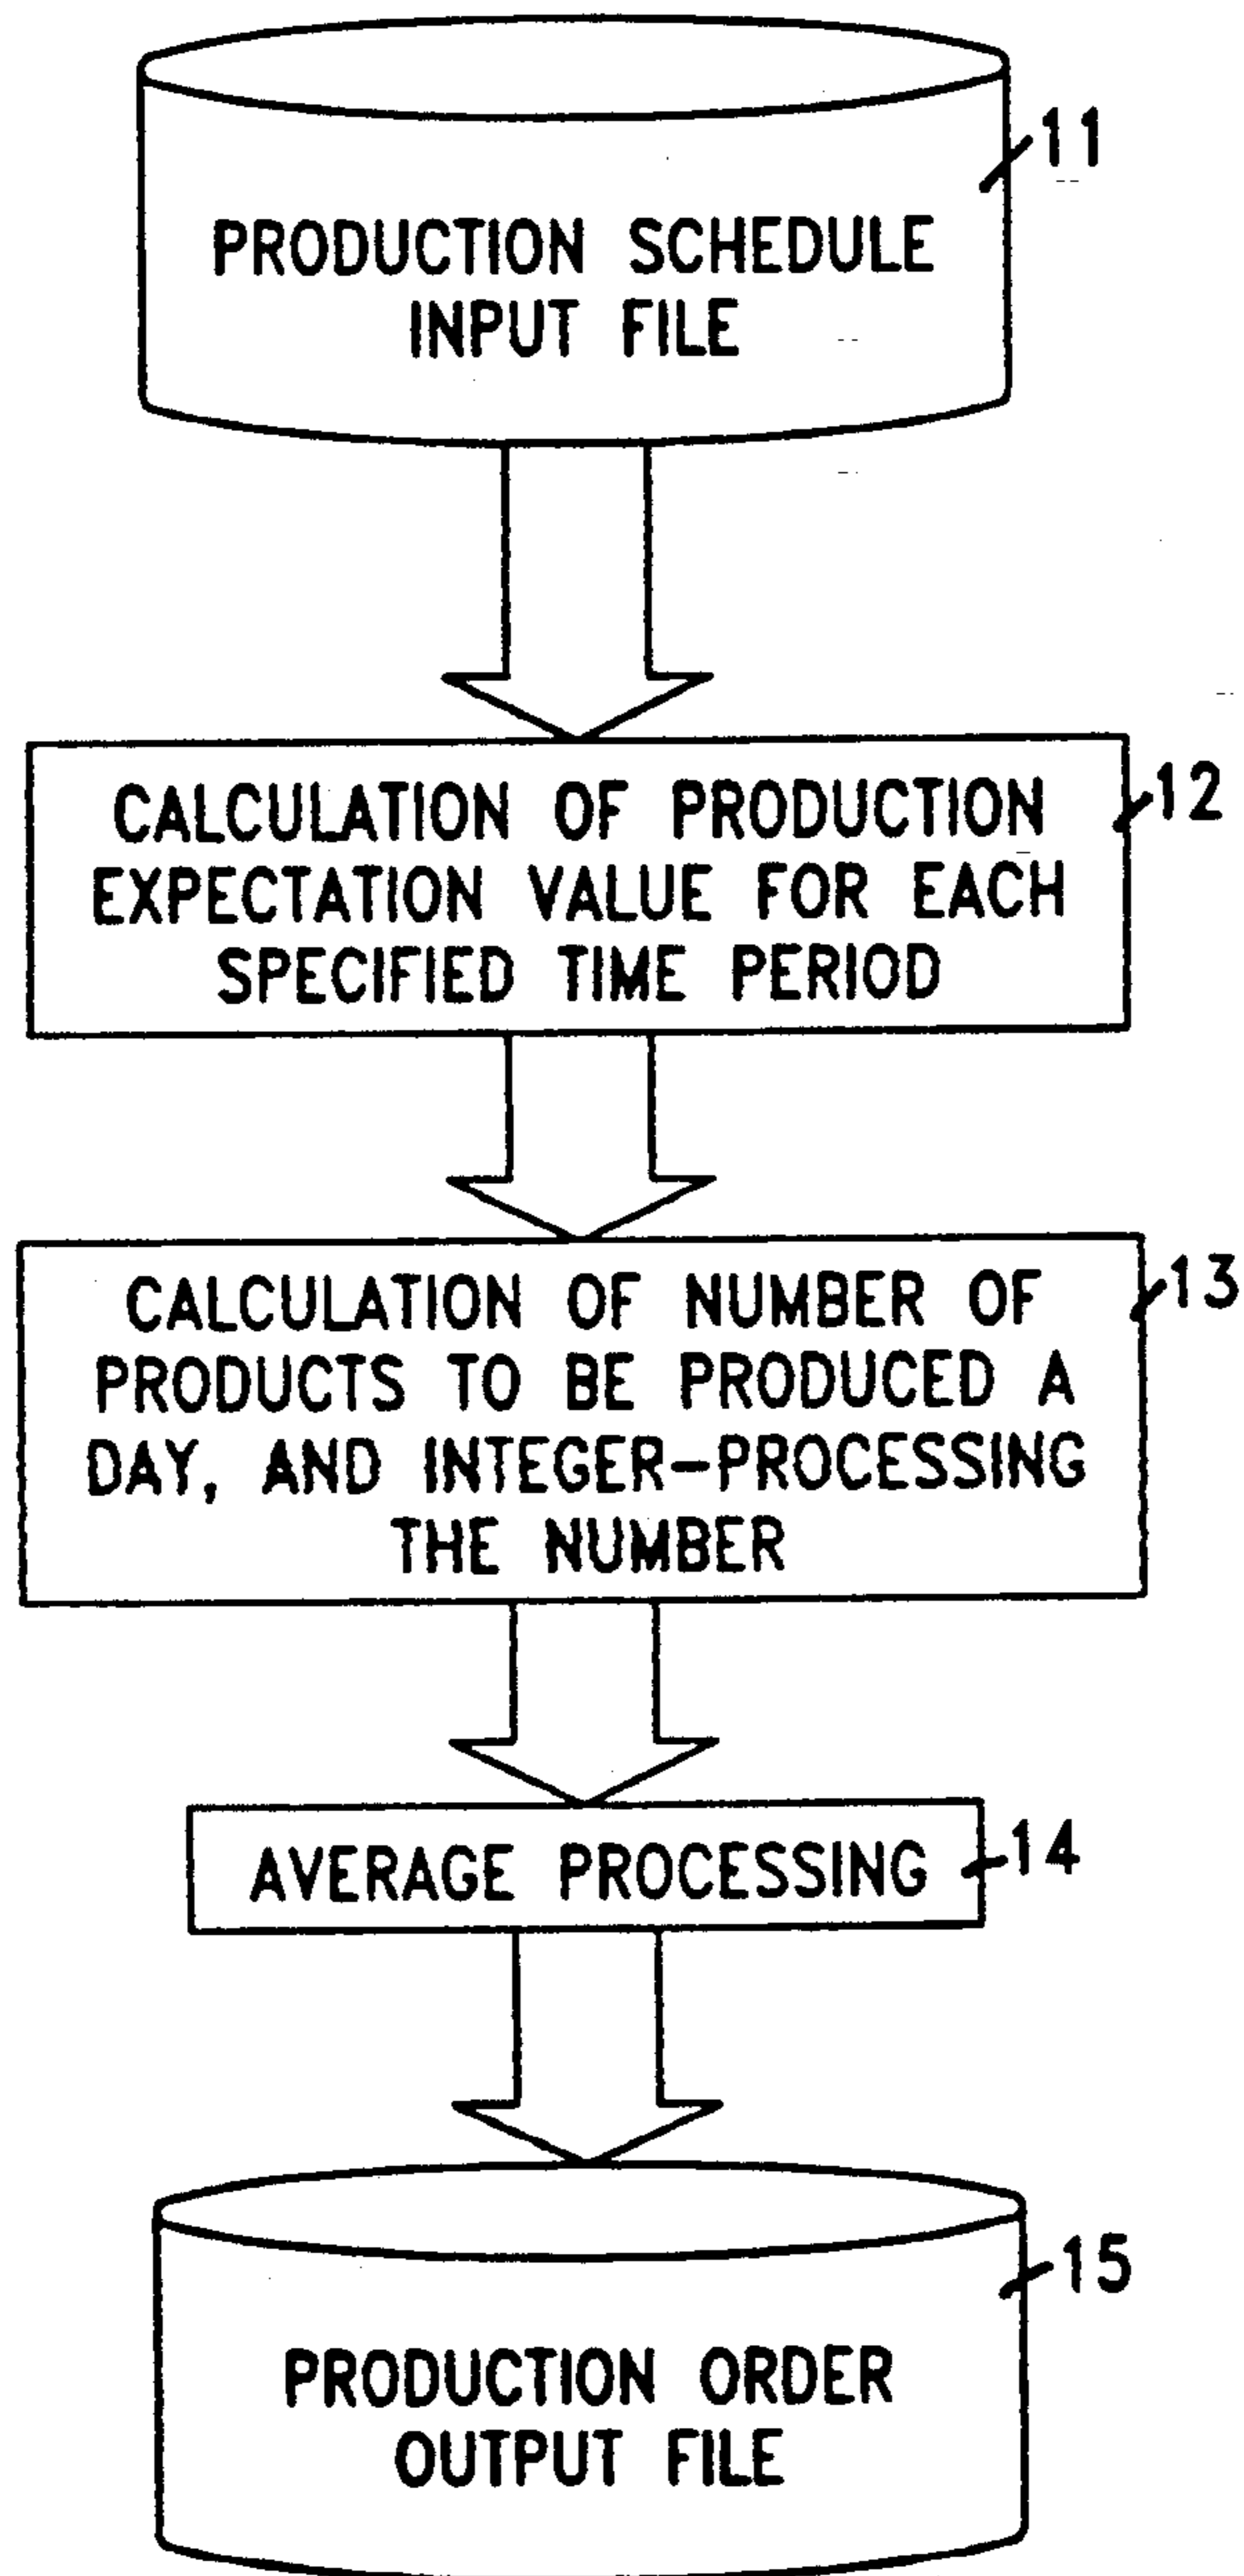 11
PRODUCTION SCHEDULE
INPUT FILE
12
CALCULATION OF PRODUCTION
EXPECTATION VALUE FOR EACH
SPECIFIED TIME PERIOD
13
CALCULATION OF NUMBER OF
PRODUCTS TO BE PRODUCED A
DAY, AND INTEGER-PROCESSING
THE NUMBER
14
AVERAGE PROCESSING
15
PRODUCTION ORDER
OUTPUT FILE